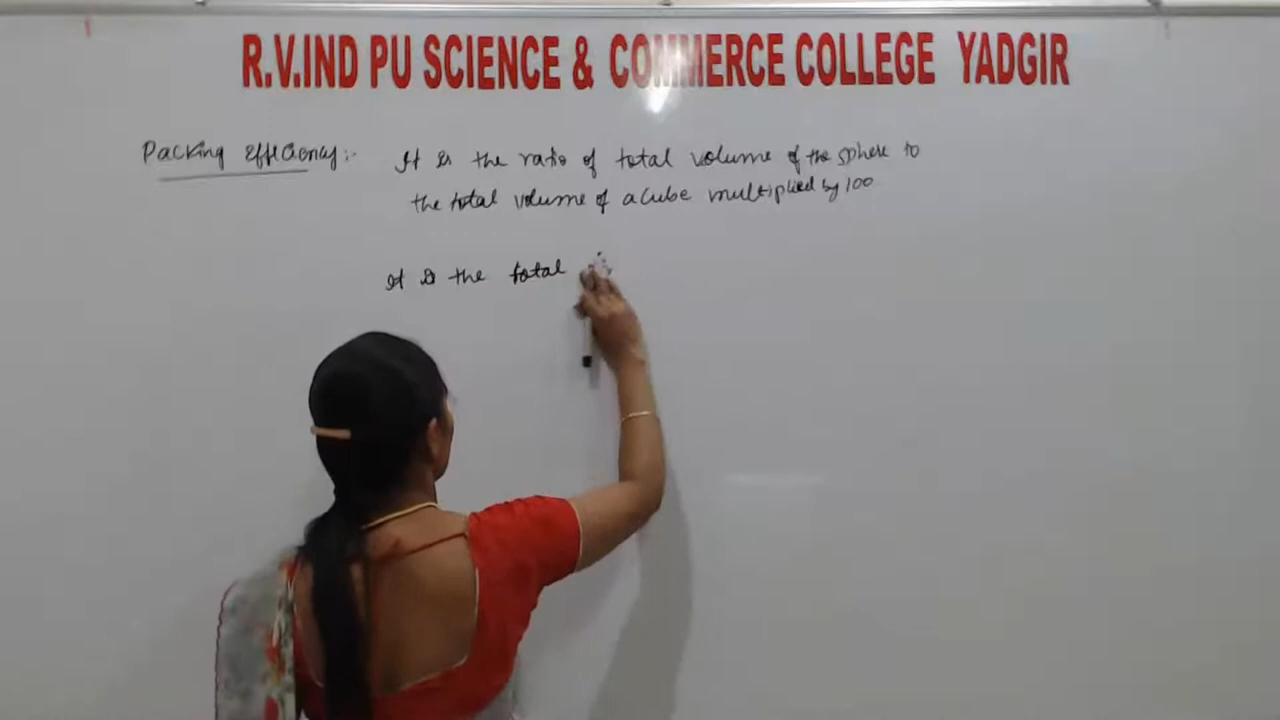 R.V.IND PU SCIENCE & COMMERCE COLLEGE YADGIR
Packing Efficiency:- It is the ratio of total volume of the sphere to
the total volume of a cube multiplied by 100
It is the total